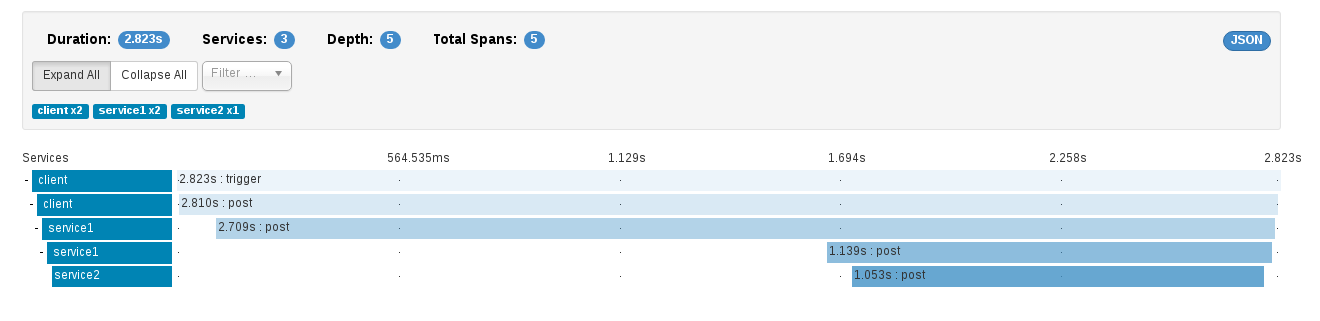 Duration: 2.823s Services: 3 Depth: 5 Total Spans: 5 JSON
Expand All Collapse All Filter ...
client x2 service1 x2 service2 x1
Services 564.535ms 1.129s 1.694s 2.258s 2.823s
- client 2.823s : trigger
- client 2.810s : post
- service1 2.709s : post
- service1 1.139s : post
service2 1.053s : post